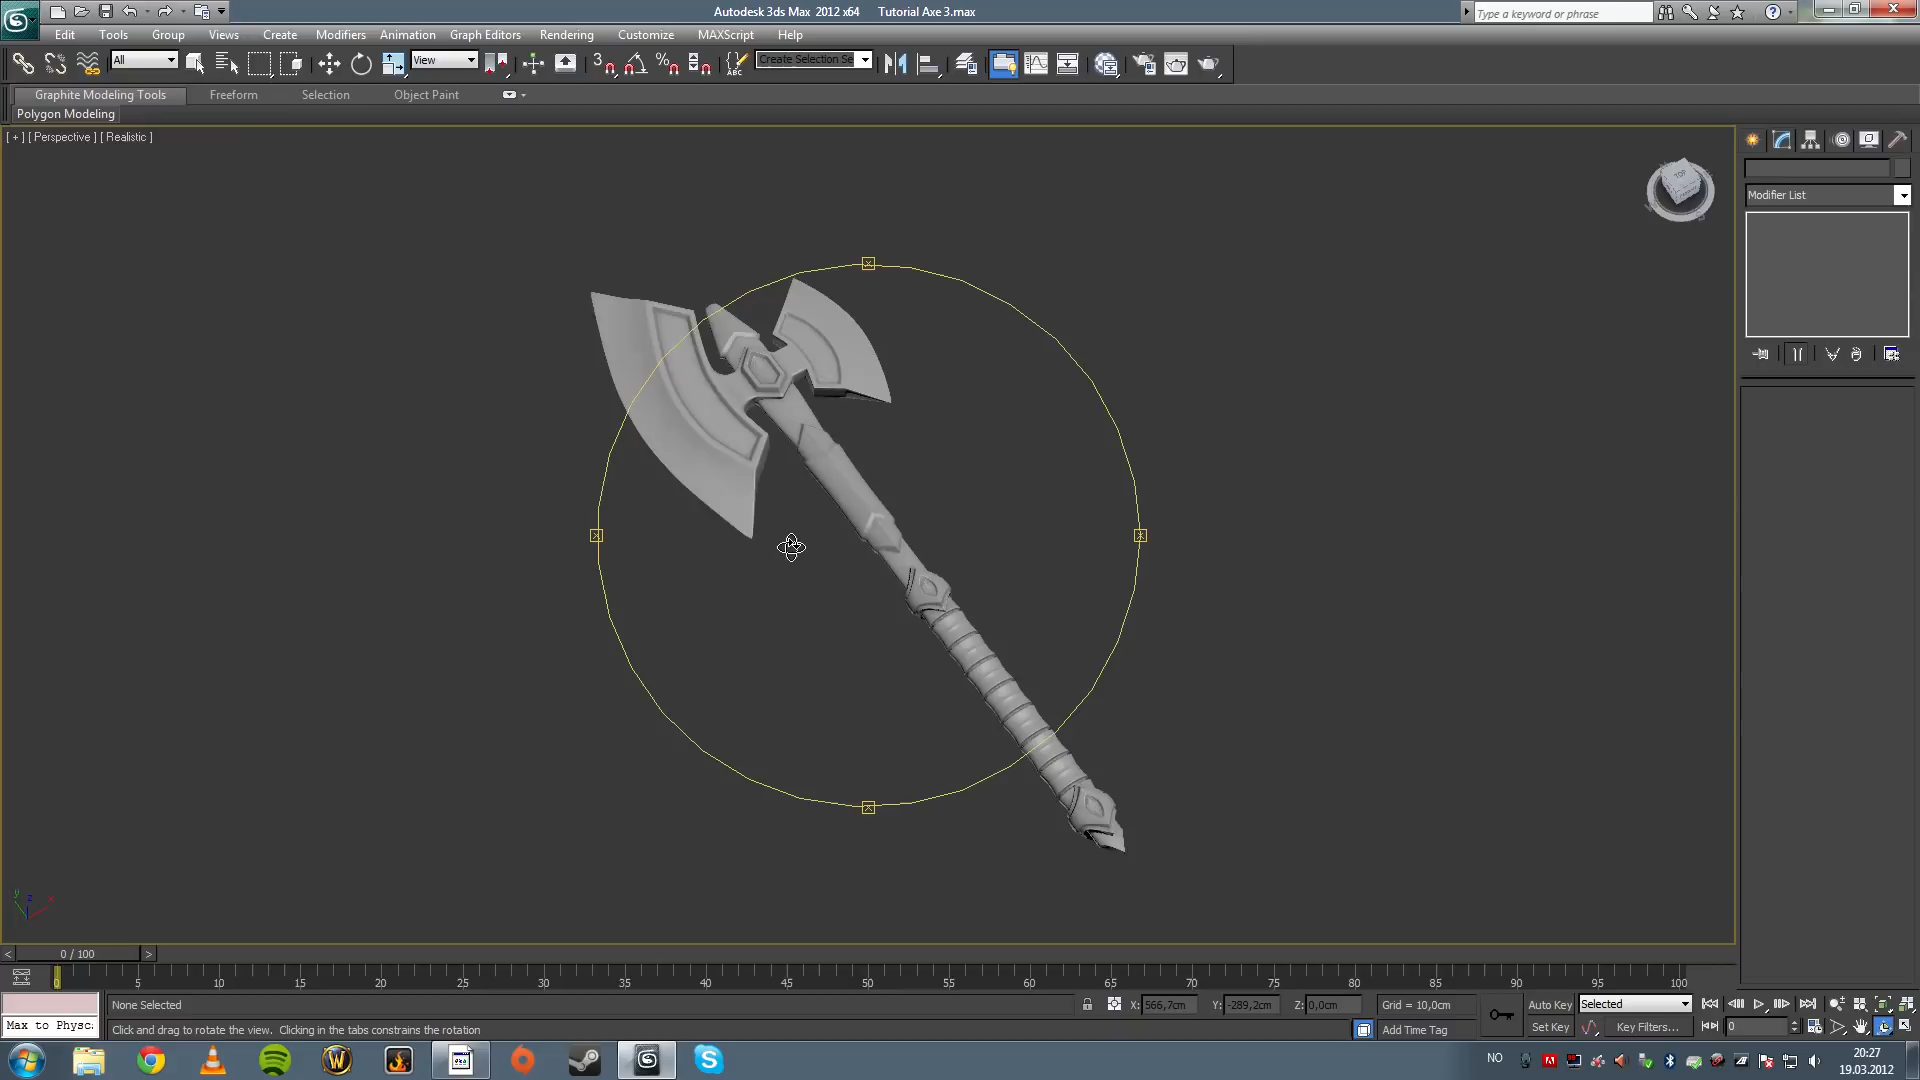 Autodesk 3ds Max 2012 x64 Tutorial Axe 3.max
Type a keyword or phrase
Edit Tools Group Views Create Modifiers Animation Graph Editors Rendering Customize MAXScript Help
All
View
3
%
ABC
Create Selection Se
Graphite Modeling Tools Freeform Selection Object Paint
Polygon Modeling
[ + ] [ Perspective ] [ Realistic ]
TOP
Modifier List
y z x
< 0 / 100 >
0 5 10 15 20 25 30 35 40 45 50 55 60 65 70 75 80 85 90 95 100
None Selected
X: 566,7cm Y: -289,2cm Z: 0,0cm
Grid = 10,0cm
Auto Key
Selected
Max to Physc:
Click and drag to rotate the view. Clicking in the tabs constrains the rotation
Add Time Tag
Set Key
Key Filters...
0
NO
20:27
19.03.2012